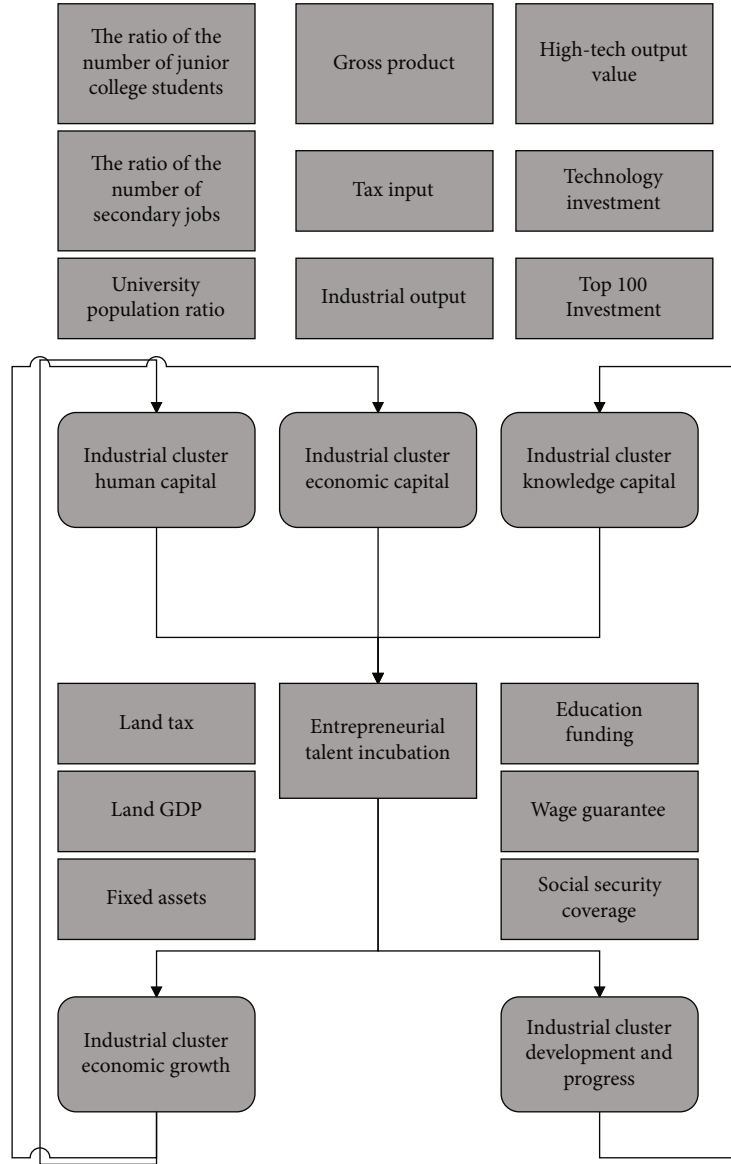 The ratio of the
number of junior
college students
Gross product
High-tech output
value
The ratio of the
number of
secondary jobs
Tax input
Technology
investment
University
population ratio
Industrial output
Top 100
Investment
Industrial cluster
human capital
Industrial cluster
economic capital
Industrial cluster
knowledge capital
Land tax
Entrepreneurial
talent incubation
Education
funding
Land GDP
Wage guarantee
Fixed assets
Social security
coverage
Industrial cluster
economic growth
Industrial cluster
development and
progress